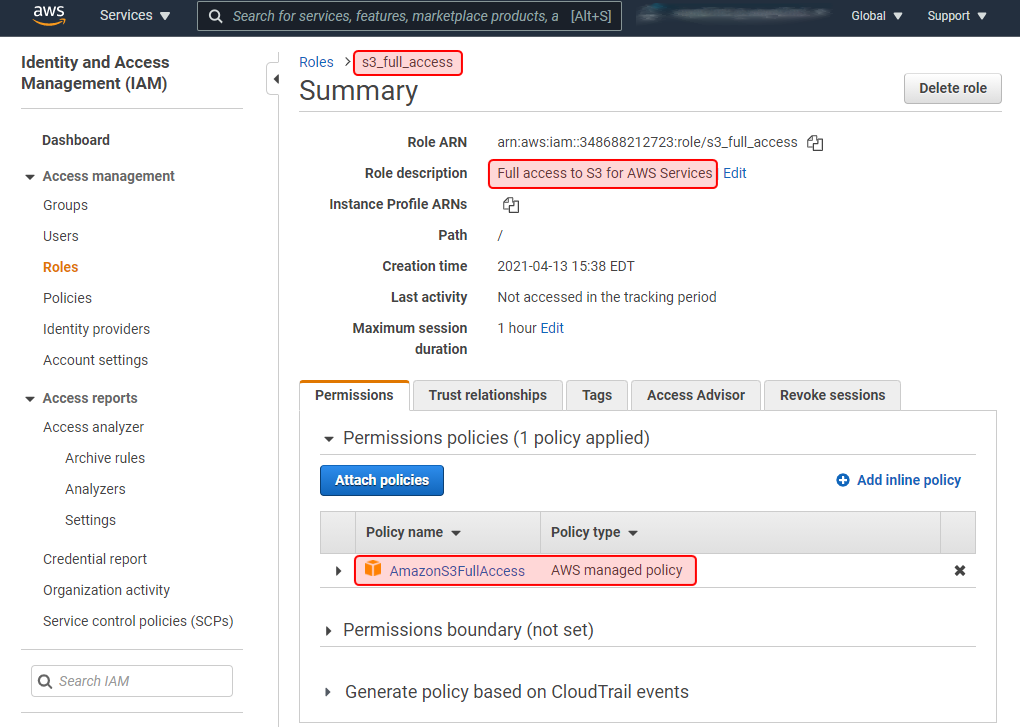 aws Services Search for services, features, marketplace products, a [Alt+S] Global Support
Identity and Access
Management (IAM)
Dashboard
Access management
Groups
Users
Roles
Policies
Identity providers
Account settings
Access reports
Access analyzer
Archive rules
Analyzers
Settings
Credential report
Organization activity
Service control policies (SCPs)
Search IAM
Roles > s3_full_access
Summary
Delete role
Role ARN arn:aws:iam::348688212723:role/s3_full_access
Role description Full access to S3 for AWS Services Edit
Instance Profile ARNs
Path /
Creation time 2021-04-13 15:38 EDT
Last activity Not accessed in the tracking period
Maximum session 1 hour Edit
duration
Permissions Trust relationships Tags Access Advisor Revoke sessions
Permissions policies (1 policy applied)
Attach policies Add inline policy
Policy name Policy type
AmazonS3FullAccess AWS managed policy
Permissions boundary (not set)
Generate policy based on CloudTrail events